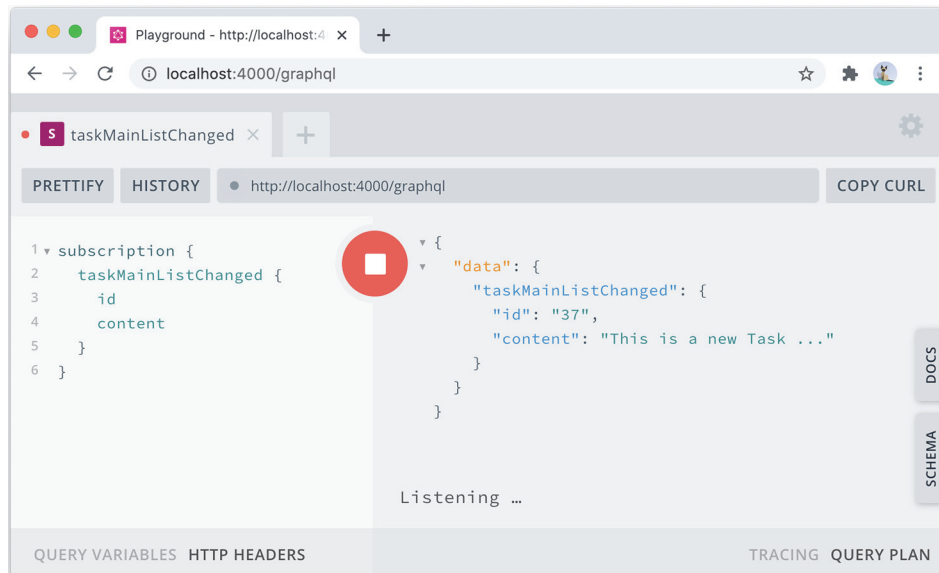 Playground - http://localhost:4
localhost:4000/graphql
S taskMainListChanged
PRETTIFY HISTORY http://localhost:4000/graphql COPY CURL
1 subscription {
2 taskMainListChanged {
3 id
4 content
5 }
6 }
{
"data": {
"taskMainListChanged": {
"id": "37",
"content": "This is a new Task ..."
}
}
}
Listening …
DOCS
SCHEMA
QUERY VARIABLES HTTP HEADERS
TRACING QUERY PLAN